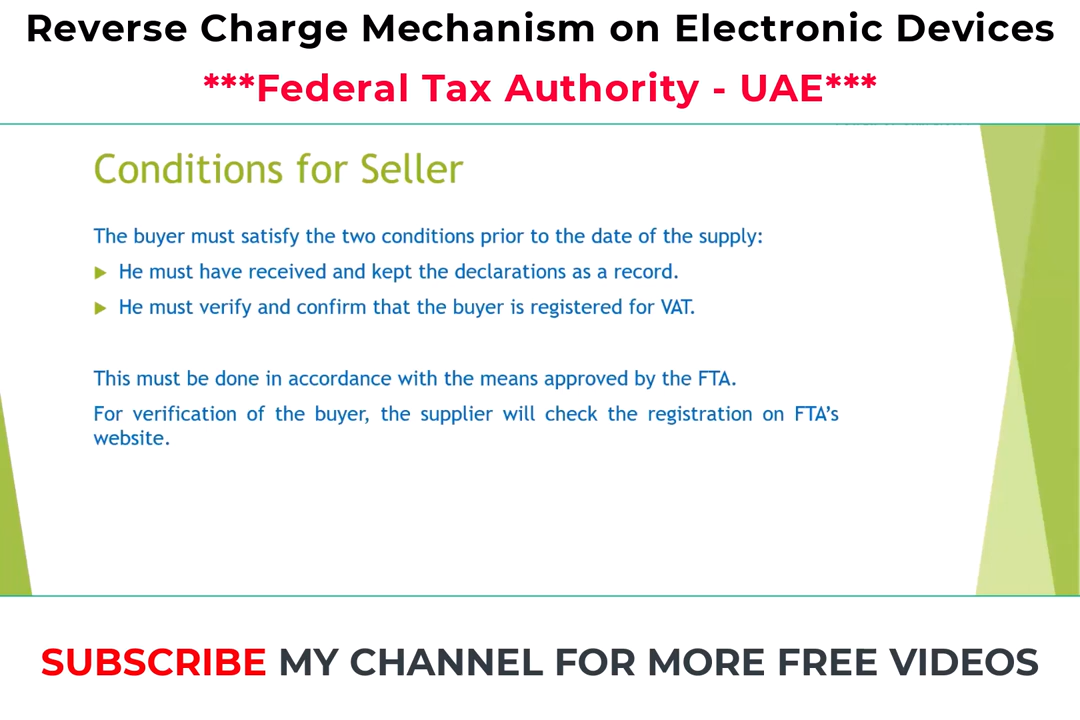 Reverse Charge Mechanism on Electronic Devices
***Federal Tax Authority - UAE***
Conditions for Seller
The buyer must satisfy the two conditions prior to the date of the supply:
He must have received and kept the declarations as a record.
He must verify and confirm that the buyer is registered for VAT.
This must be done in accordance with the means approved by the FTA.
For verification of the buyer, the supplier will check the registration on FTA's
website.
SUBSCRIBE MY CHANNEL FOR MORE FREE VIDEOS